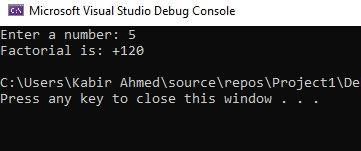 Microsoft Visual Studio Debug Console
Enter a number: 5
Factorial is: +120
C:\Users\Kabir Ahmed\source\repos\Project1\De
Press any key to close this window . . .